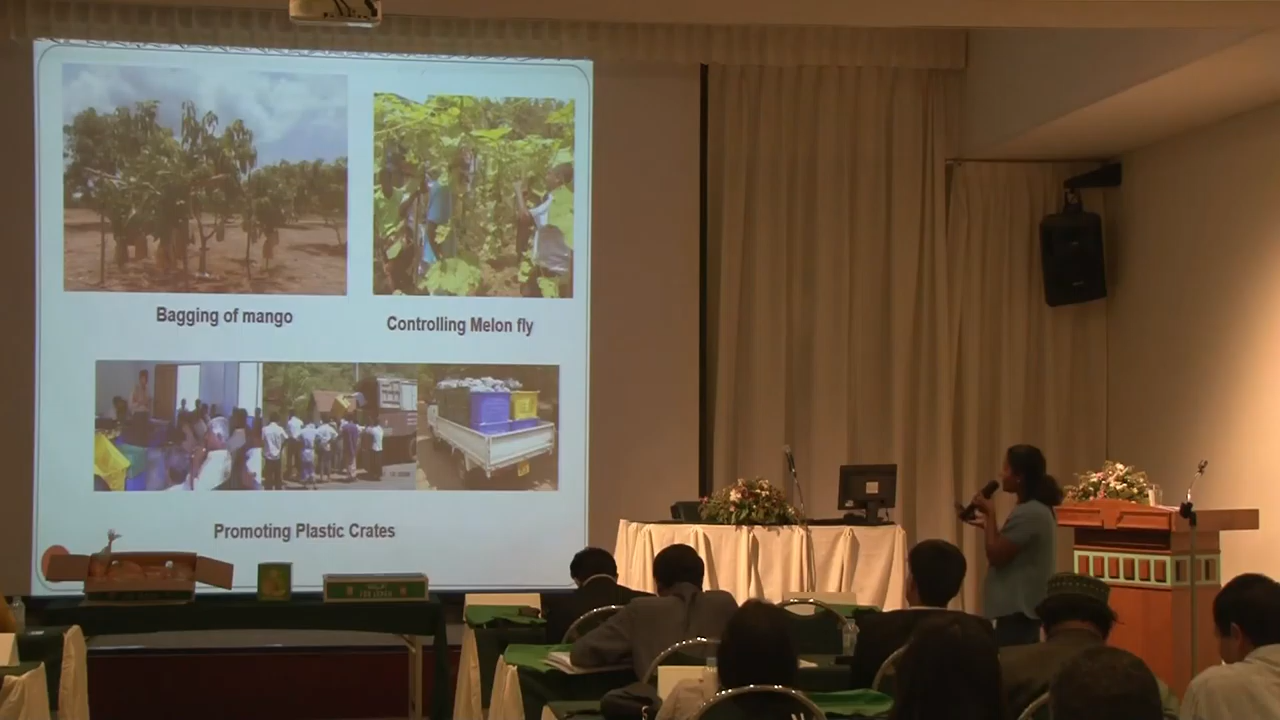 Bagging of mango
Controlling Melon fly
Promoting Plastic Crates